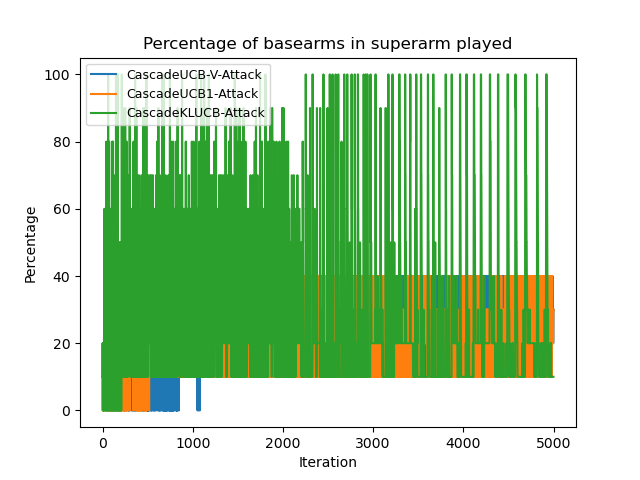 Percentage of basearms in superarm played
CascadeUCB-V-Attack
CascadeUCB1-Attack
CascadeKLUCB-Attack
Percentage
100
80
60
40
20
0
0 1000 2000 3000 4000 5000
Iteration